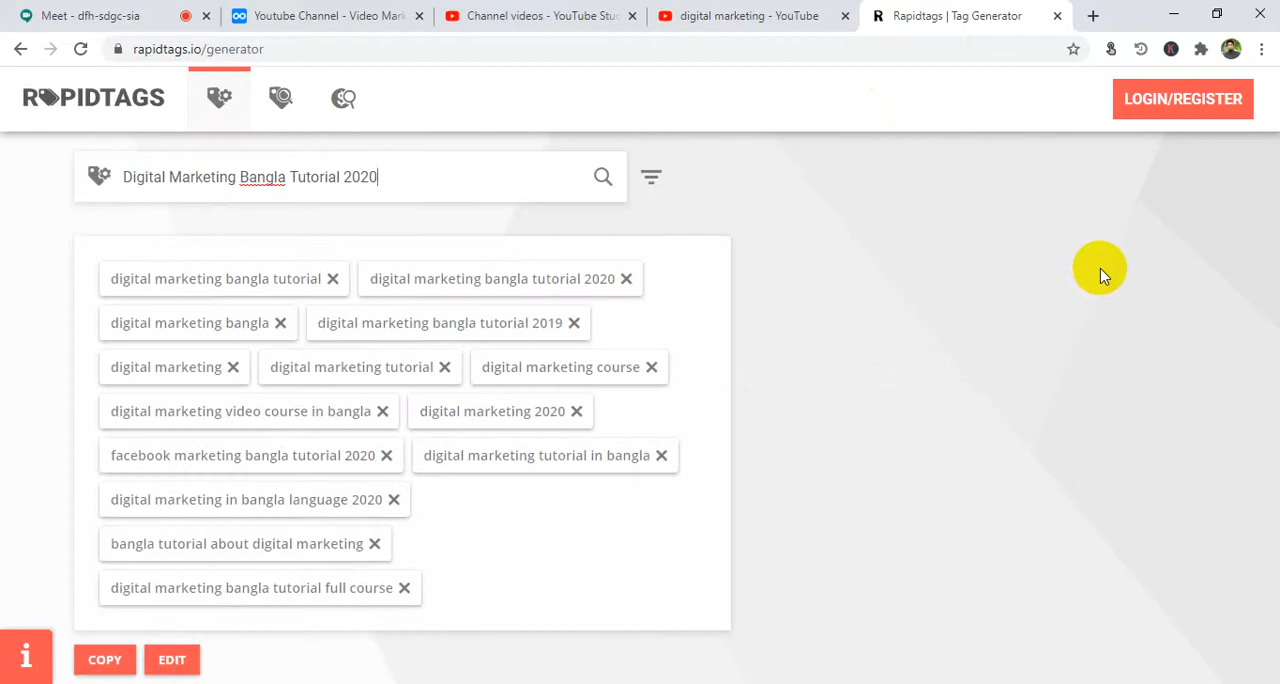 Meet - dfh-sdgc-sia
Youtube Channel - Video Mark
Channel videos - YouTube Stud
digital marketing - YouTube
Rapidtags | Tag Generator
rapidtags.io/generator
RAPIDTAGS
LOGIN/REGISTER
Digital Marketing Bangla Tutorial 2020
digital marketing bangla tutorial
digital marketing bangla tutorial 2020
digital marketing bangla
digital marketing bangla tutorial 2019
digital marketing
digital marketing tutorial
digital marketing course
digital marketing video course in bangla
digital marketing 2020
facebook marketing bangla tutorial 2020
digital marketing tutorial in bangla
digital marketing in bangla language 2020
bangla tutorial about digital marketing
digital marketing bangla tutorial full course
COPY
EDIT